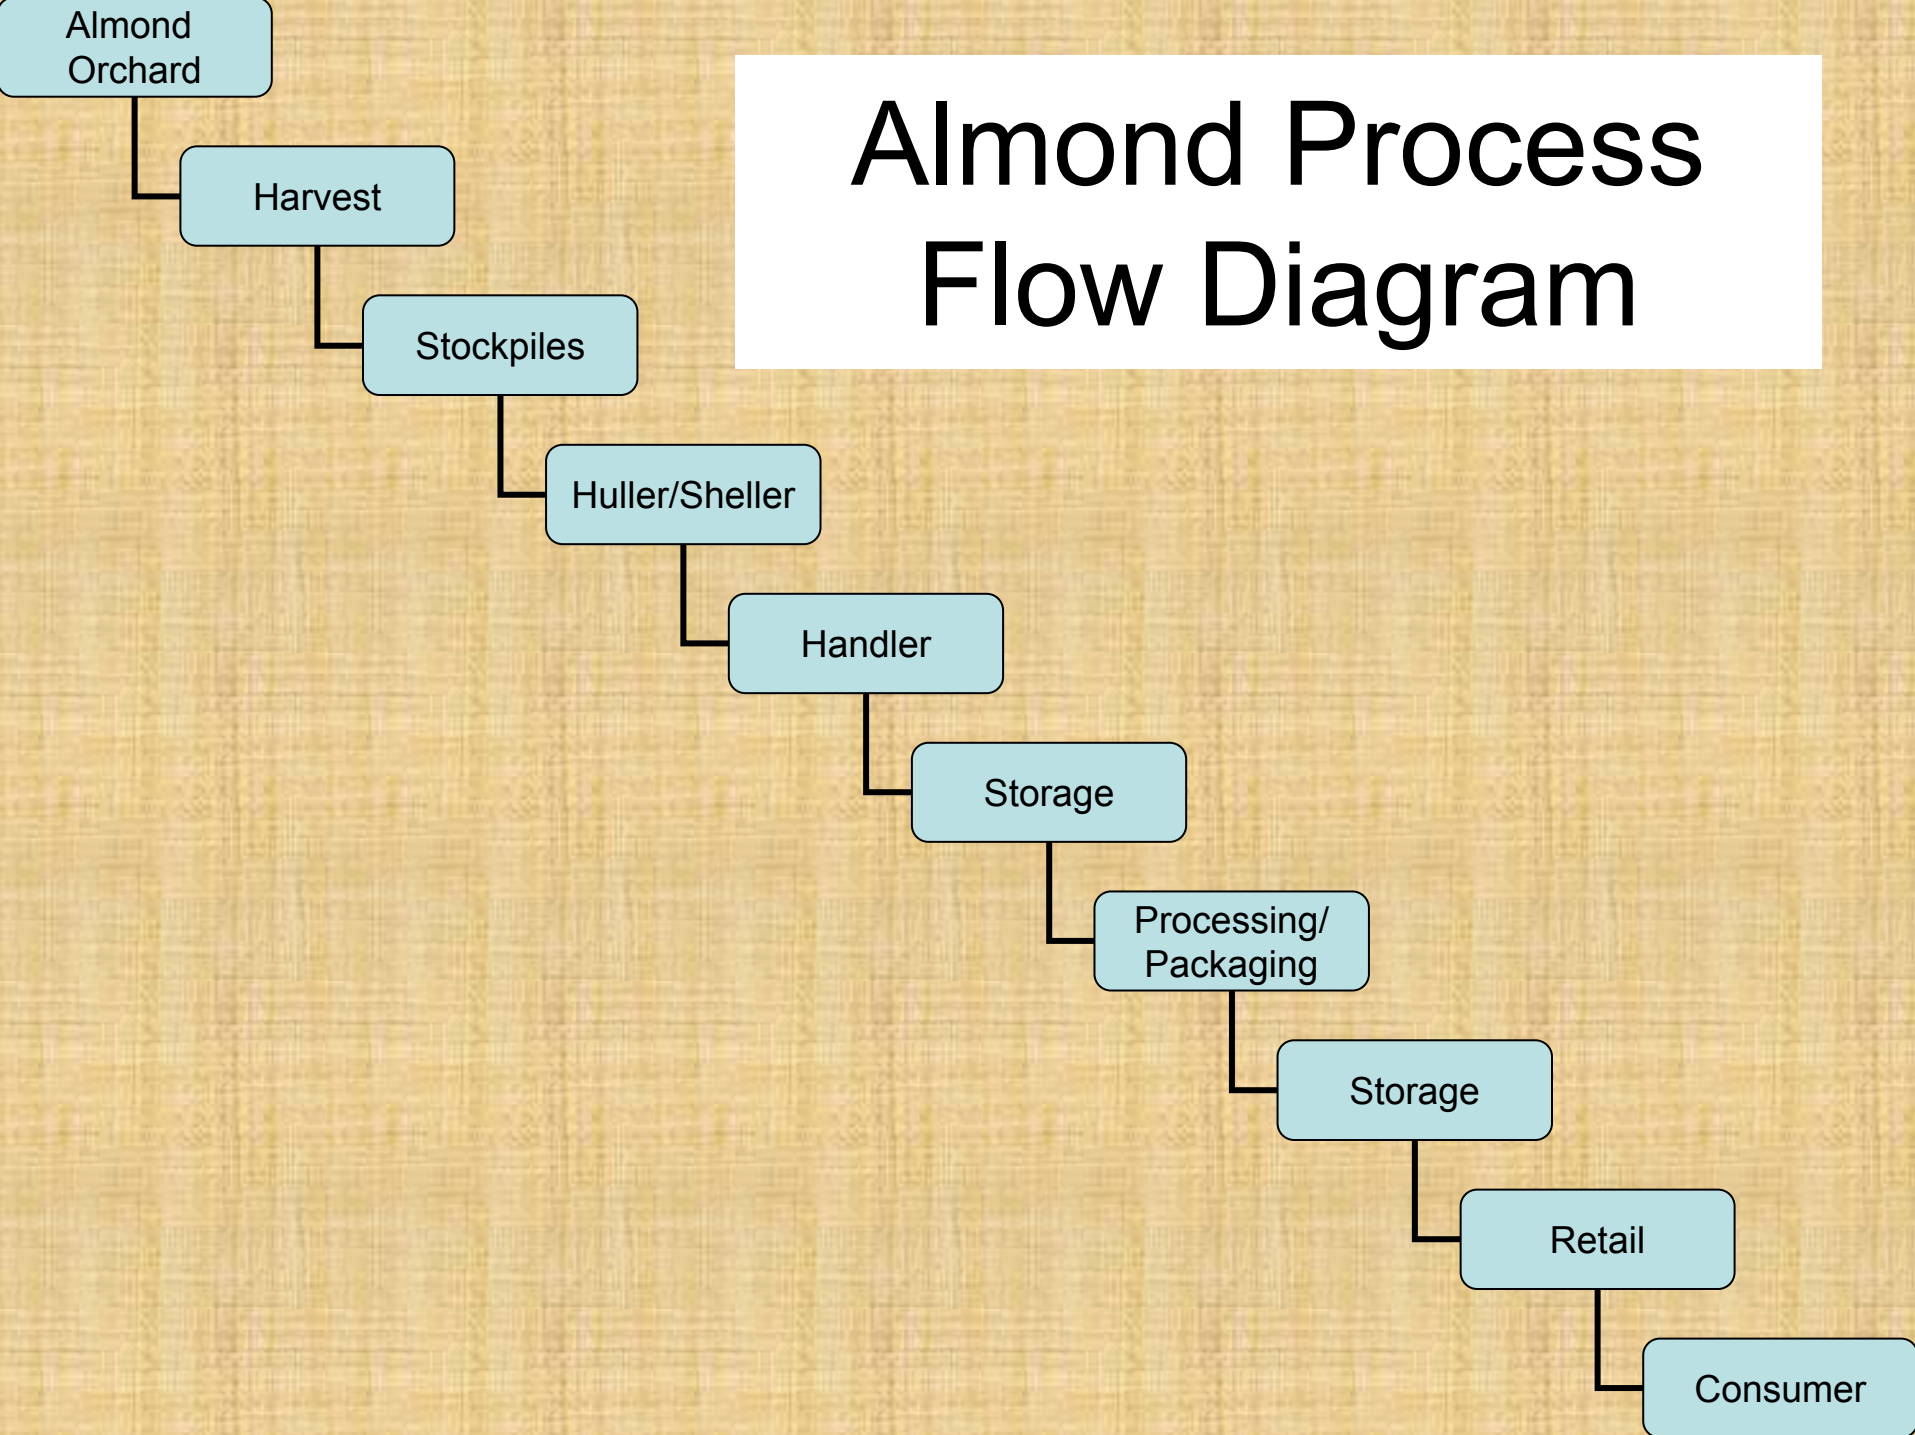 Almond
Orchard
Almond Process
Flow Diagram
Harvest
Stockpiles
Huller/Sheller
Handler
Storage
Processing/
Packaging
Storage
Retail
Consumer